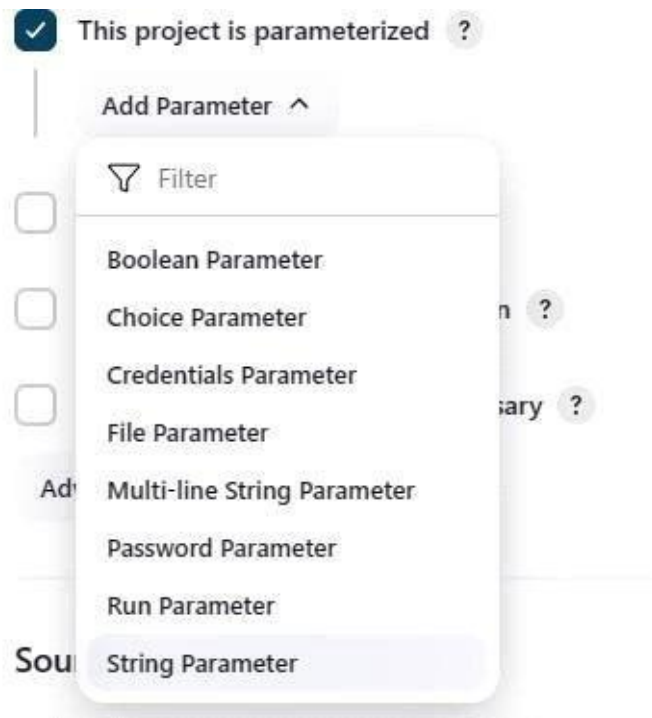 This project is parameterized ?
Add Parameter
Filter
Boolean Parameter
Choice Parameter
n ?
Credentials Parameter
sary ?
File Parameter
Adv
Multi-line String Parameter
Password Parameter
Run Parameter
Sou
String Parameter